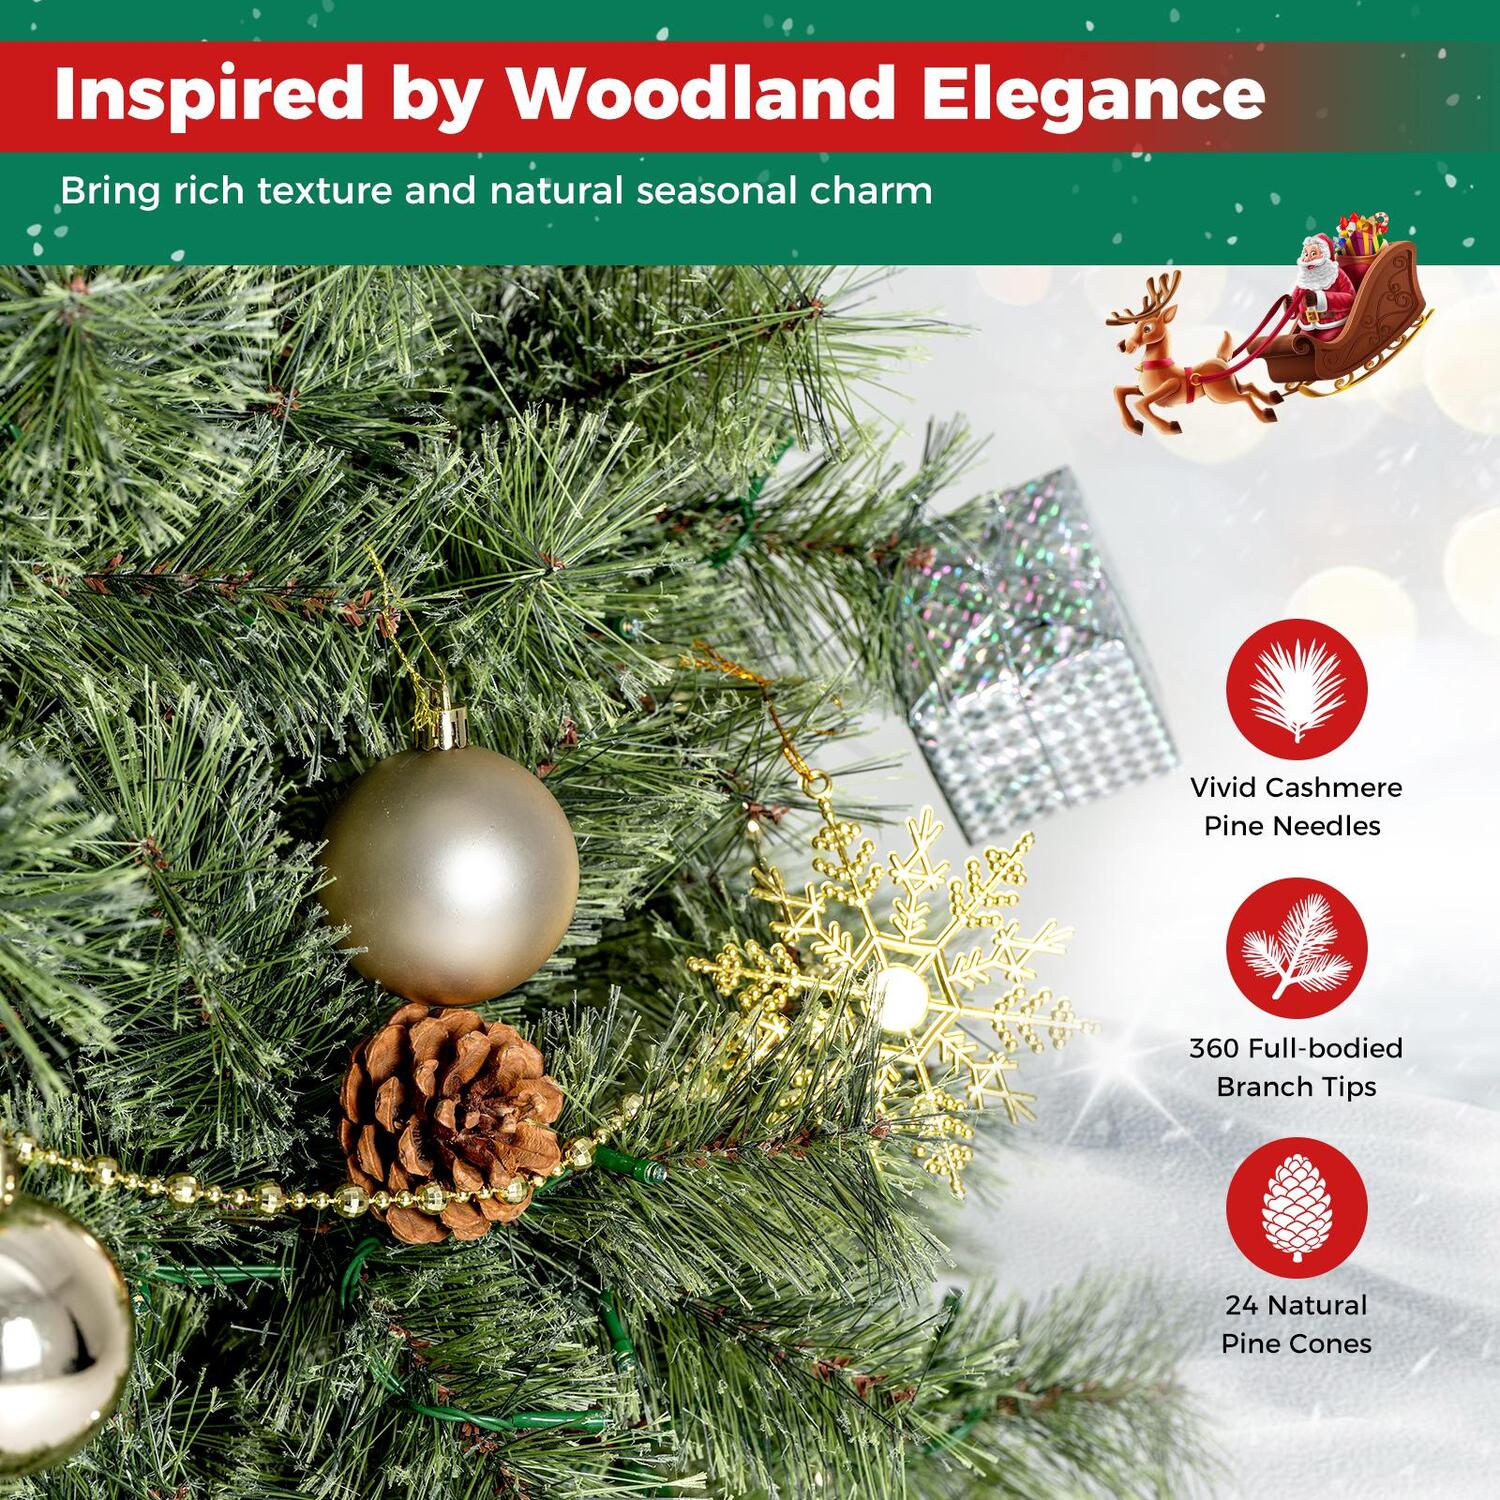 Inspired by Woodland Elegance
Bring rich texture and natural seasonal charm
Vivid Cashmere
Pine Needles
360 Full-bodied
Branch Tips
24 Natural
Pine Cones